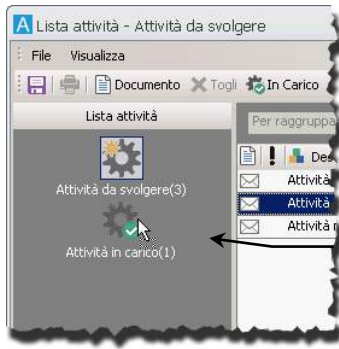 Lista attività - Attività da svolgere
File Visualizza
Documento Togli In Carico
Lista attività
Per raggruppa
Des
Attività da svolgere(3)
Attività
Attività
Attività
Attività in carico(1)